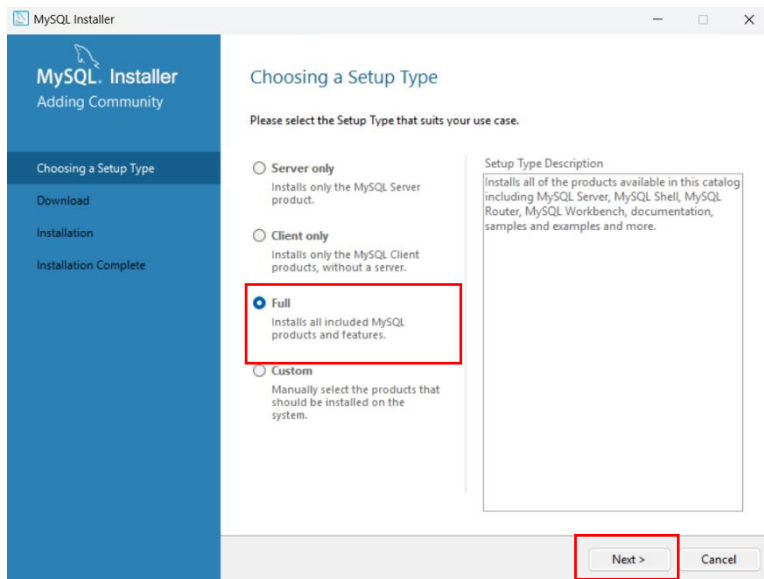 MySQL Installer
MySQL. Installer
Adding Community
Choosing a Setup Type
Download
Installation
Installation Complete
Choosing a Setup Type
Please select the Setup Type that suits your use case.
Server only
Installs only the MySQL Server
product.
Client only
Installs only the MySQL Client
products, without a server.
Full
Installs all included MySQL
products and features.
Custom
Manually select the products that
should be installed on the
system.
Setup Type Description
Installs all of the products available in this catalog
including MySQL Server, MySQL Shell, MySQL
Router, MySQL Workbench, documentation,
samples and examples and more.
Next >
Cancel